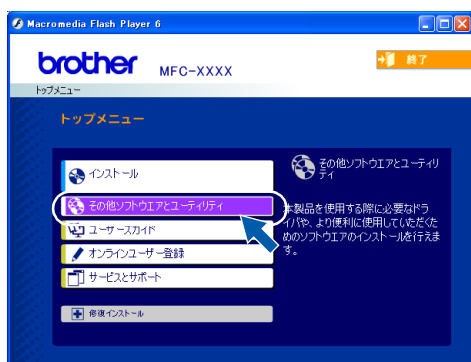 Macromedia Flash Player 6
brother
MFC-XXXX
終了
トップメニュー
トップメニュー
インストール
その他ソフトウエアとユーティリティ
ユーザーズガイド
オンラインユーザー登録
サービスとサポート
修復インストール
その他ソフトウエアとユーティリ
ティ
本製品を使用する際に必要なドラ
イバや、より便利に使用していただくた
めのソフトウエアのインストールを行えま
す。